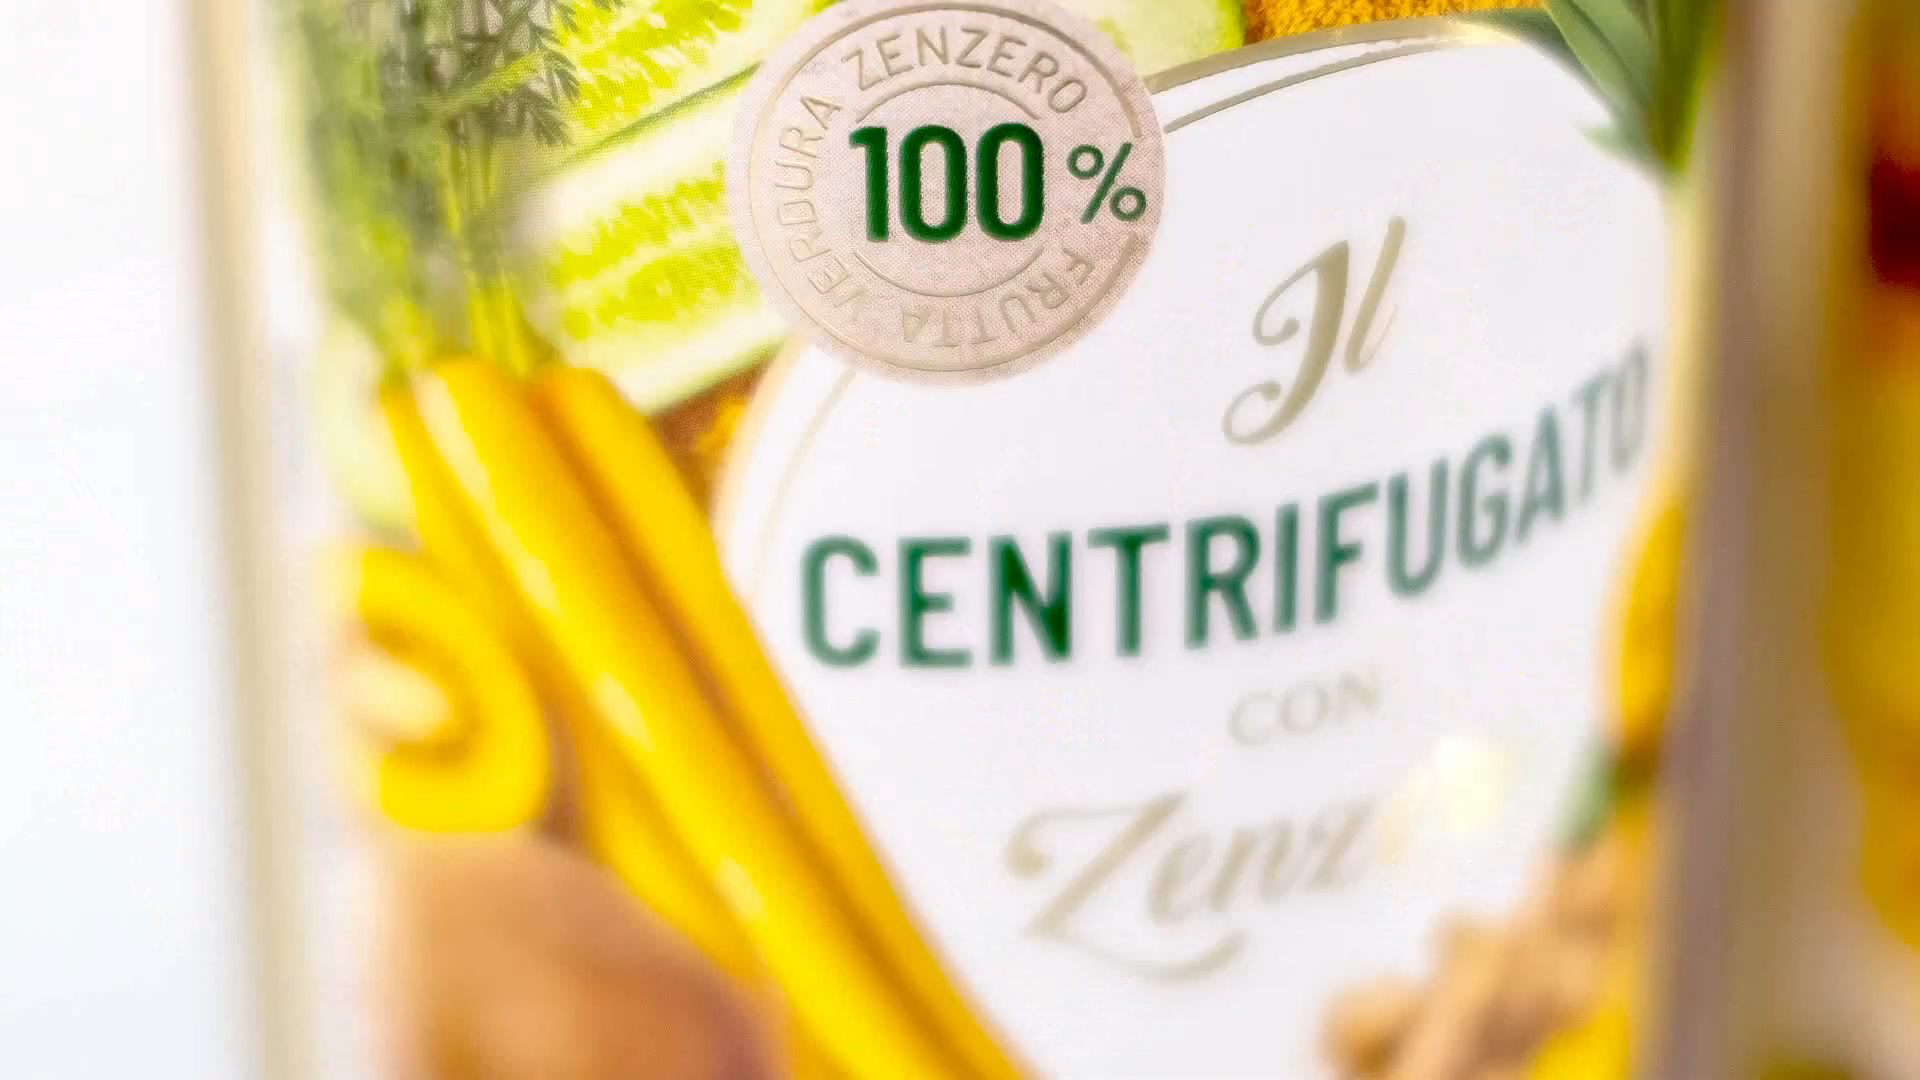 ZENZERO
VERDURA
100 %
FRUTTA
Il
CENTRIFUGATO
CON
Zenz